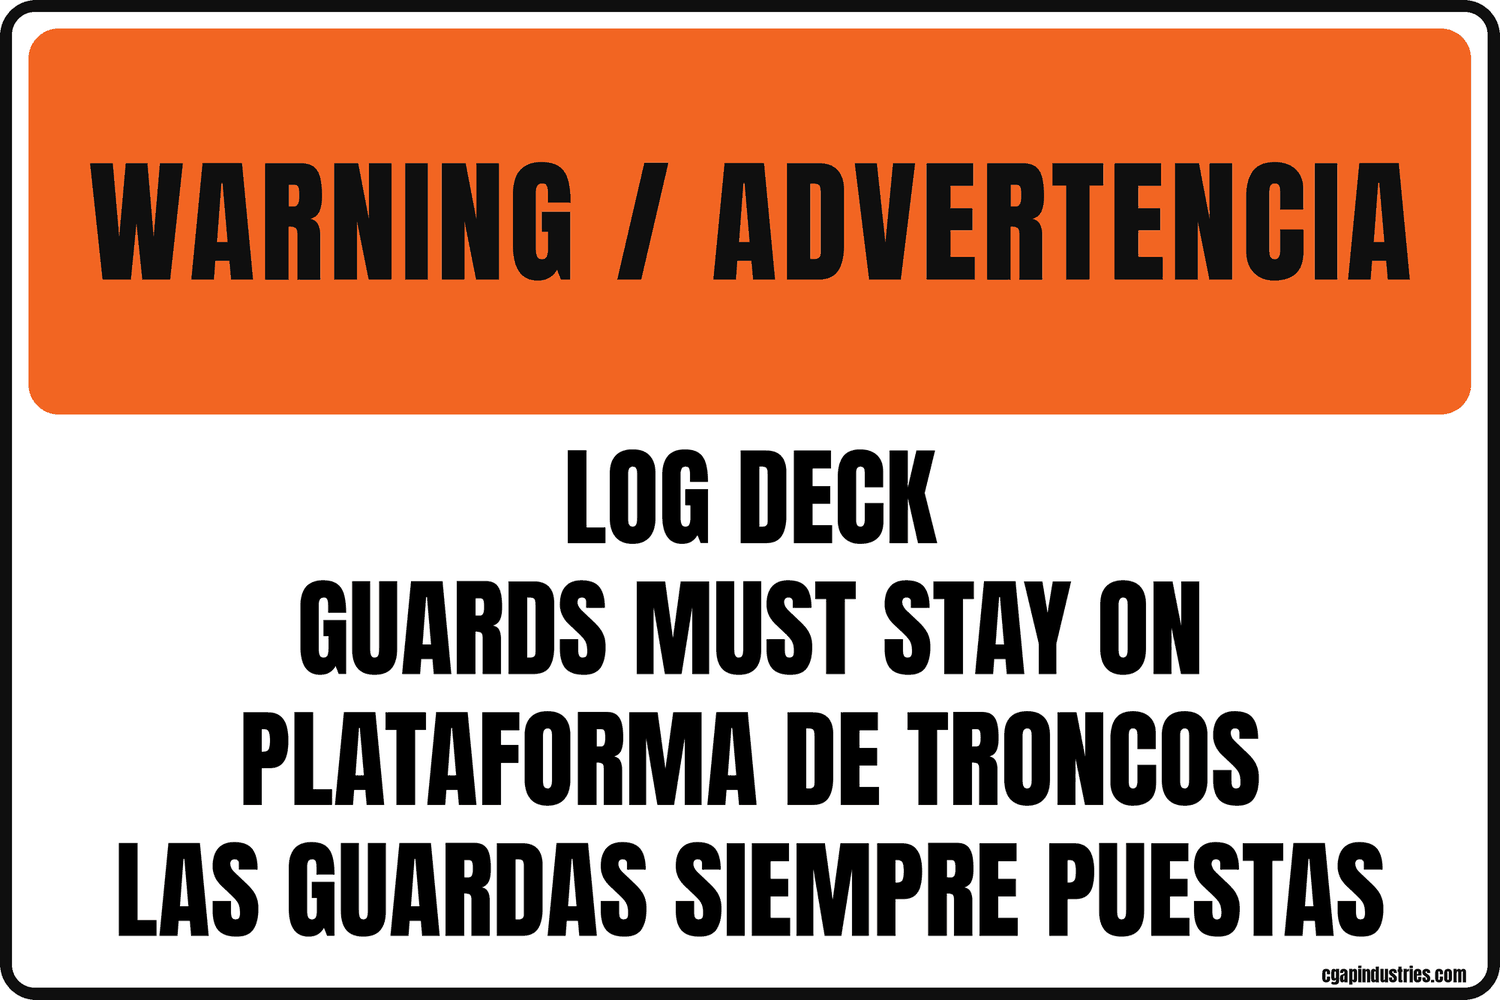 WARNING / ADVERTENCIA
LOG DECK
GUARDS MUST STAY ON
PLATAFORMA DE TRONCOS
LAS GUARDAS SIEMPRE PUESTAS
cgapindustries.com